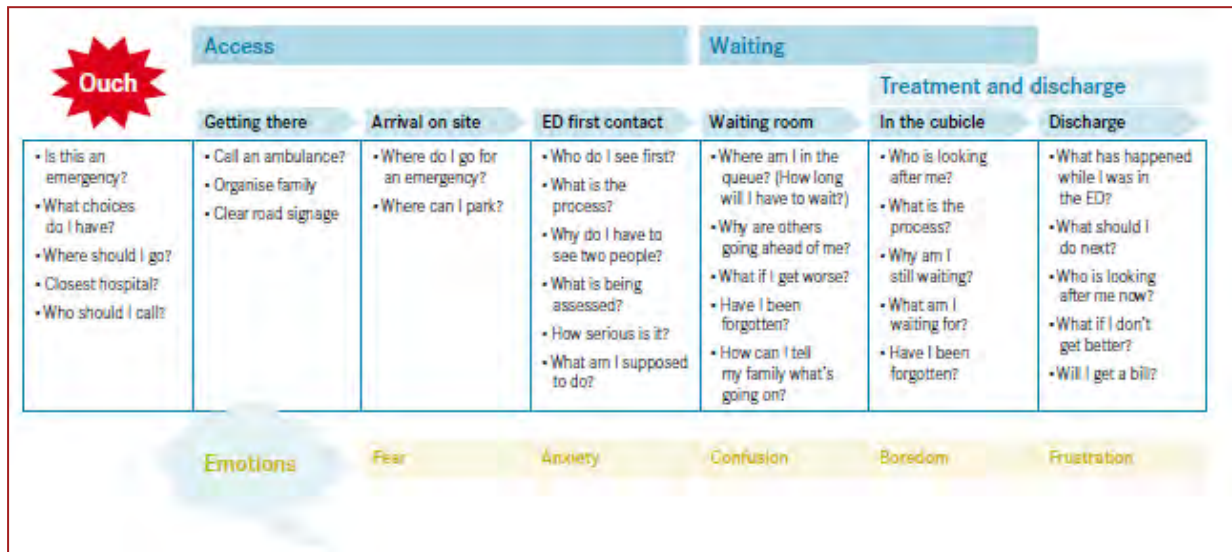 Access
Waiting
Ouch
Treatment and discharge
Getting there
Arrival on site
ED first contact
Waiting room
In the cubicle
Discharge
• Is this an
emergency?
• What choices
do I have?
• Where should I go?
• Closest hospital?
• Who should I call?
• Call an ambulance?
• Organise family
• Clear road signage
• Where do I go for
an emergency?
• Where can I park?
• Who do I see first?
• What is the
process?
• Why do I have to
see two people?
• What is being
assessed?
• How serious is it?
• What am I supposed
to do?
• Where am I in the
queue? (How long
will I have to wait?)
• Why are others
going ahead of me?
• What if I get worse?
• Have I been
forgotten?
• How can I tell
my family what's
going on?
• Who is looking
after me?
• What is the
process?
• Why am I
still waiting?
• What am I
waiting for?
• Have I been
forgotten?
• What has happened
while I was in
the ED?
• What should I
do next?
• Who is looking
after me now?
• What if I don't
get better?
• Will I get a bill?
Emotions
Fear
Anxiety
Confusion
Boredom
Frustration